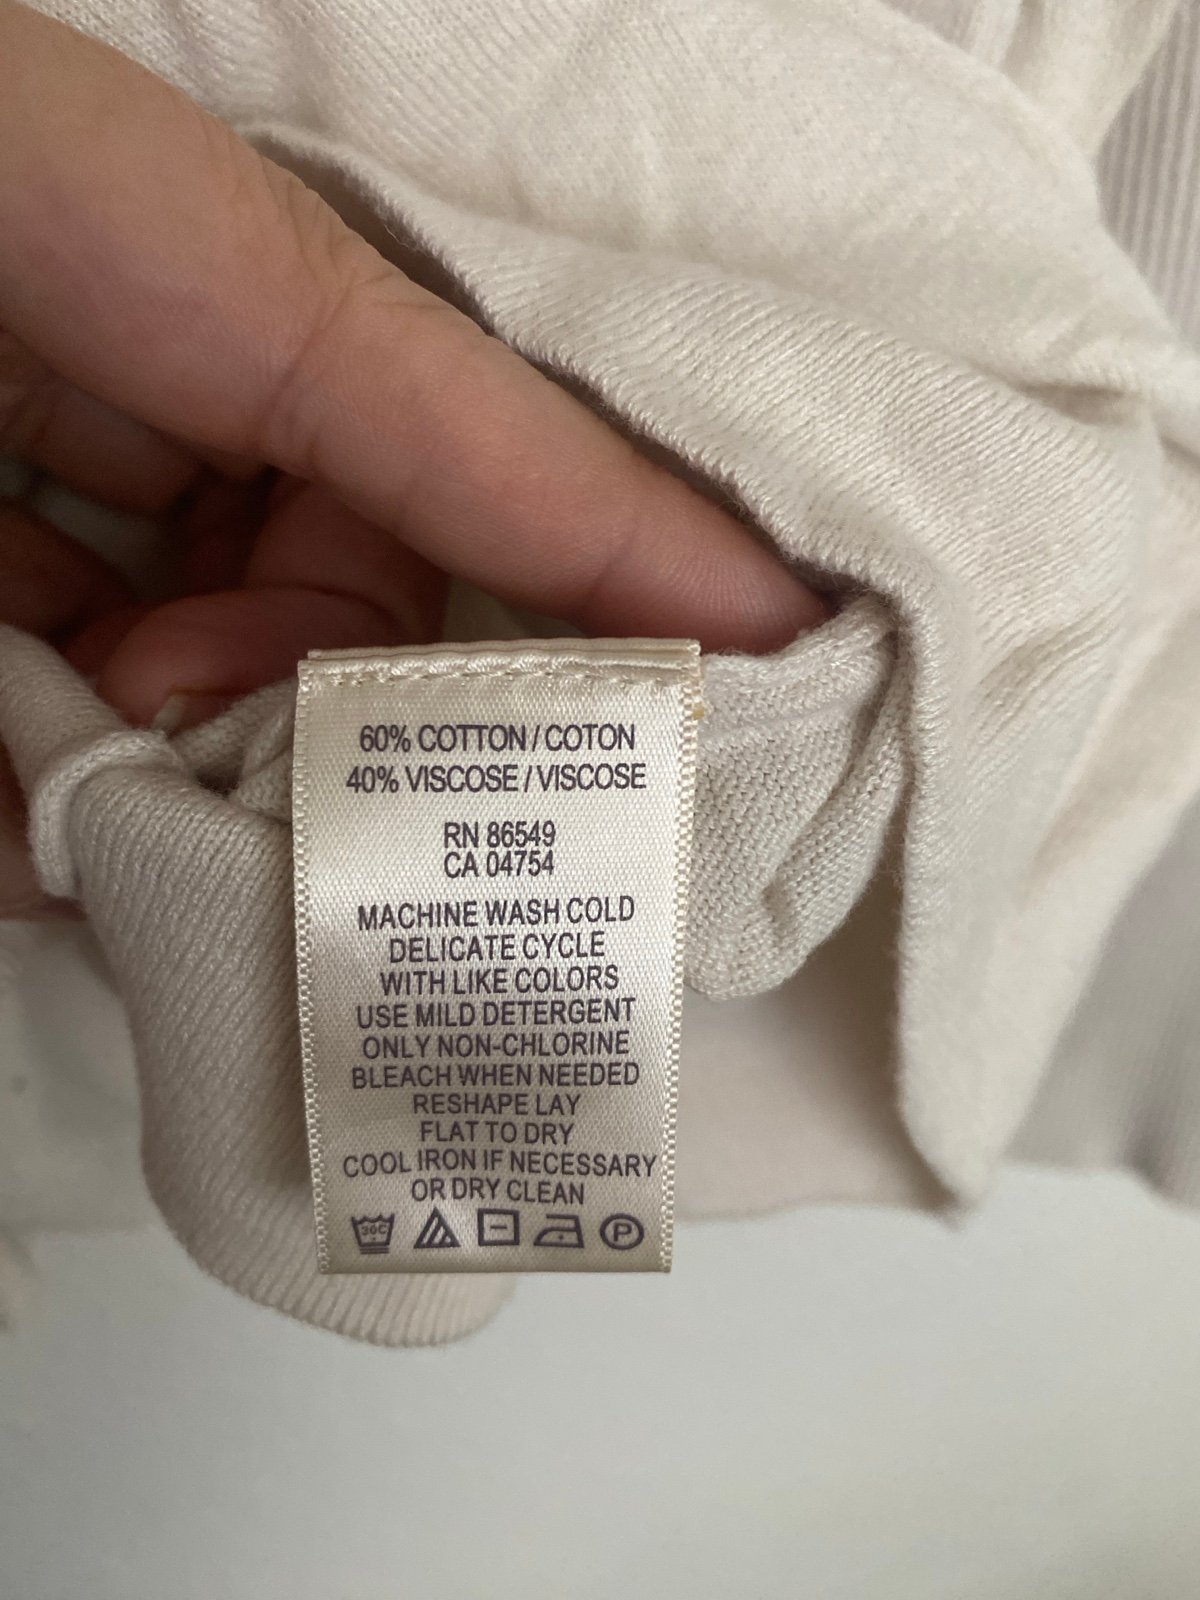 60% COTTON / COTON
40% VISCOSE / VISCOSE
RN 86549
CA 04754
MACHINE WASH COLD
DELICATE CYCLE
WITH LIKE COLORS
USE MILD DETERGENT
ONLY NON-CHLORINE
BLEACH WHEN NEEDED
RESHAPE LAY
FLAT TO DRY
COOL IRON IF NECESSARY
OR DRY CLEAN
30C P